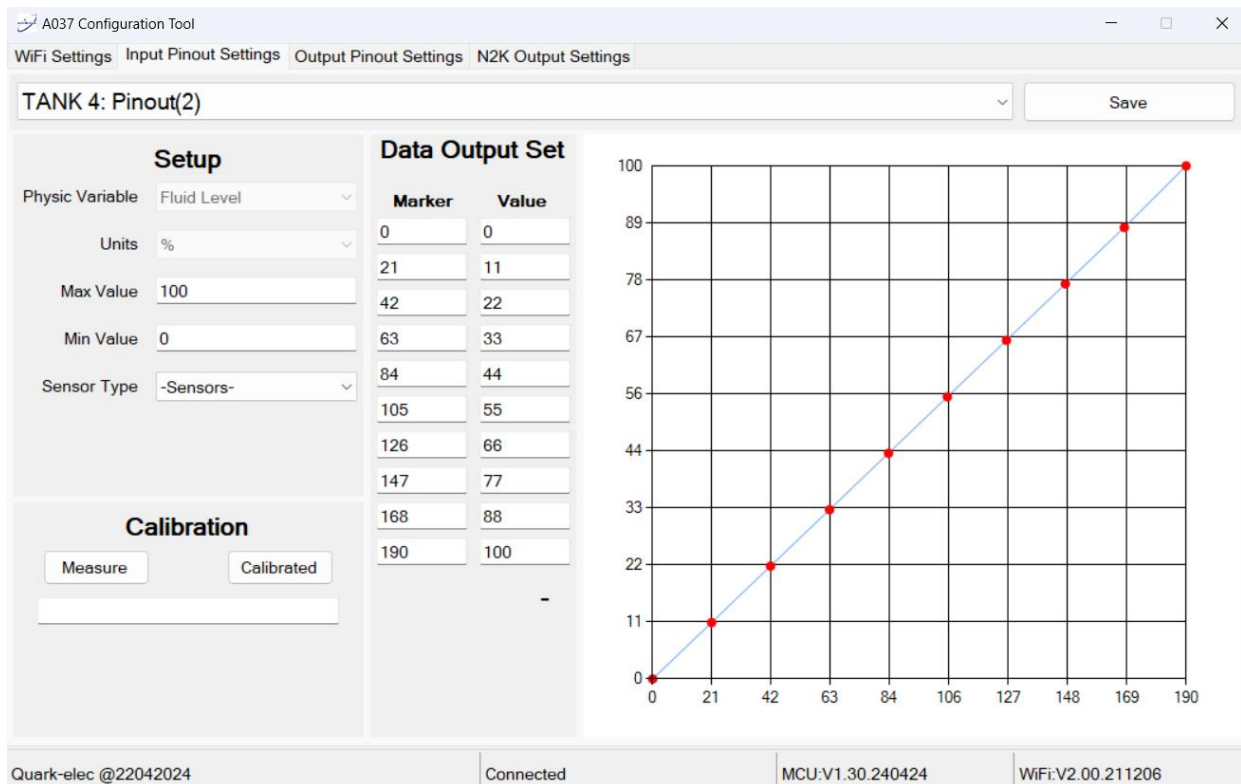 A037 Configuration Tool
WiFi Settings Input Pinout Settings Output Pinout Settings N2K Output Settings
TANK 4: Pinout(2)
Save
Setup
Physic Variable Fluid Level
Units %
Max Value 100
Min Value 0
Sensor Type -Sensors-
Calibration
Measure Calibrated
Data Output Set
Marker Value
0 0
21 11
42 22
63 33
84 44
105 55
126 66
147 77
168 88
190 100
-
100
89
78
67
56
44
33
22
11
0
0 21 42 63 84 106 127 148 169 190
Quark-elec @22042024 Connected MCU:V1.30.240424 WiFi:V2.00.211206